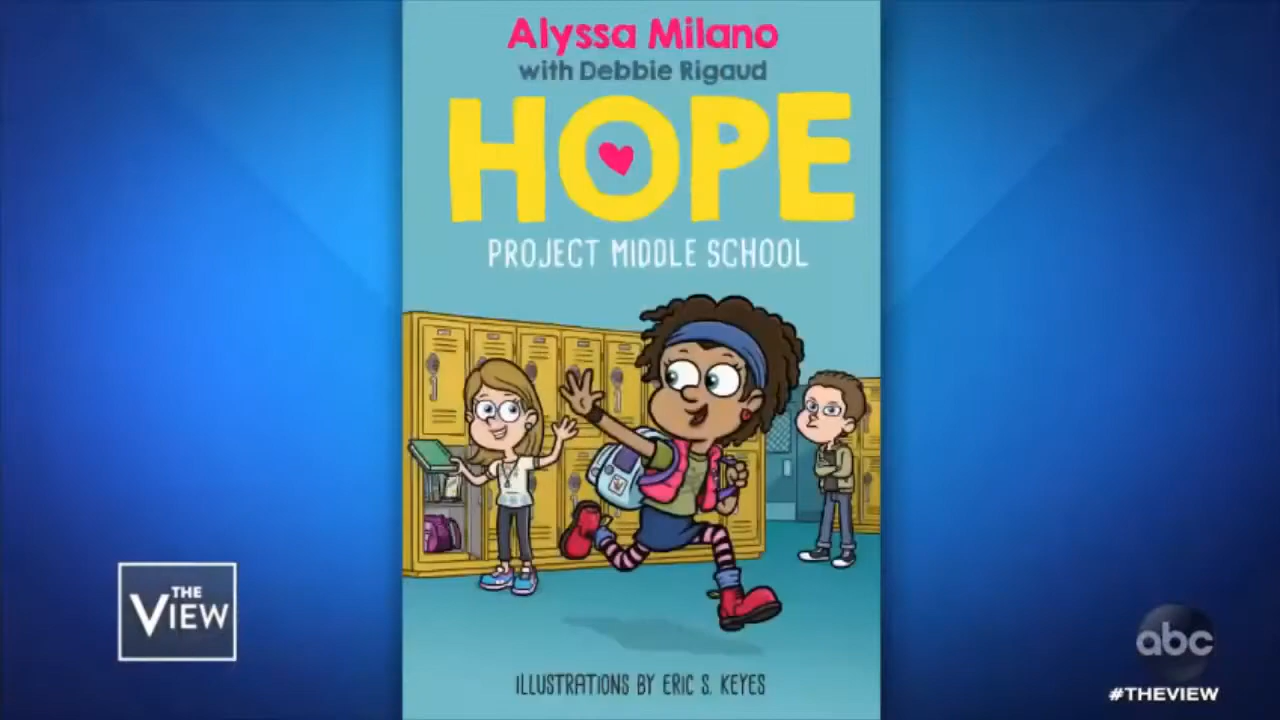 Alyssa Milano
with Debbie Rigaud
HOPE
PROJECT MIDDLE SCHOOL
ILLUSTRATIONS BY ERIC S. KEYES
THE
VIEW
abc
#THEVIEW